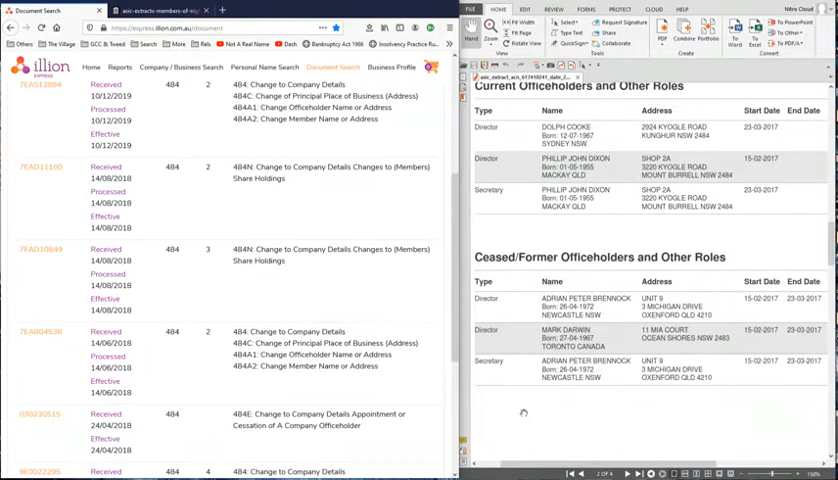 Document Search
asic-extracts-members-of-ni
https://express.illion.com.au/document
Others
The Village
GCC & Tweed
Search
Rules
Not A Real Name
Dash
Bankruptcy Act 1966
Insolvency Practice Ru
illion
EXPRESS
Home
Reports
Company / Business Search
Personal Name Search
Document Search
Business Profile
7EAS12884
Received
484
2
484: Change to Company Details
10/12/2019
484C: Change of Principal Place of Business (Address)
Processed
484A1: Change Officeholder Name or Address
10/12/2019
484A2: Change Member Name or Address
Effective
10/12/2019
7EAD11100
Received
484
2
484N: Change to Company Details Changes to (Members)
14/08/2018
Share Holdings
Processed
14/08/2018
Effective
14/08/2018
7EAD10849
Received
484
3
484N: Change to Company Details Changes to (Members)
14/08/2018
Share Holdings
Processed
14/08/2018
Effective
14/08/2018
7EAB04538
Received
484
2
484: Change to Company Details
14/06/2018
484C: Change of Principal Place of Business (Address)
Processed
484A1: Change Officeholder Name or Address
14/06/2018
484A2: Change Member Name or Address
Effective
14/06/2018
030230515
Received
484
484E: Change to Company Details Appointment or
24/04/2018
Cessation of A Company Officeholder
Effective
24/04/2018
9E0022295
Received
484
4
484: Change to Company Details
FILE
HOME
EDIT
REVIEW
FORMS
PROTECT
CLOUD
Nitro Cloud
Hand
Zoom
Fit Width
Fit Page
Rotate View
View
Select
Type Text
QuickSign
Request Signature
Share
Collaborate
Tools
PDF
Combine
Portfolio
Create
To Word
To Excel
To PowerPoint
To Other
To PDF/A
Convert
asic_extract_acn_617418241_date_2...
Current Officeholders and Other Roles
Type
Name
Address
Start Date
End Date
Director
DOLPH COOKE
2924 KYOGLE ROAD
23-03-2017
Born: 12-07-1967
KUNGHUR NSW 2484
SYDNEY NSW
Director
PHILLIP JOHN DIXON
SHOP 2A
15-02-2017
Born: 01-05-1955
3220 KYOGLE ROAD
MACKAY QLD
MOUNT BURRELL NSW 2484
Secretary
PHILLIP JOHN DIXON
SHOP 2A
23-03-2017
Born: 01-05-1955
3220 KYOGLE ROAD
MACKAY QLD
MOUNT BURRELL NSW 2484
Ceased/Former Officeholders and Other Roles
Type
Name
Address
Start Date
End Date
Director
ADRIAN PETER BRENNOCK
UNIT 9
15-02-2017
23-03-2017
Born: 26-04-1972
3 MICHIGAN DRIVE
NEWCASTLE NSW
OXENFORD QLD 4210
Director
MARK DARWIN
11 MIA COURT
15-02-2017
23-03-2017
Born: 27-04-1967
OCEAN SHORES NSW 2483
TORONTO CANADA
Secretary
ADRIAN PETER BRENNOCK
UNIT 9
15-02-2017
23-03-2017
Born: 26-04-1972
3 MICHIGAN DRIVE
NEWCASTLE NSW
OXENFORD QLD 4210
2 OF 4
150%